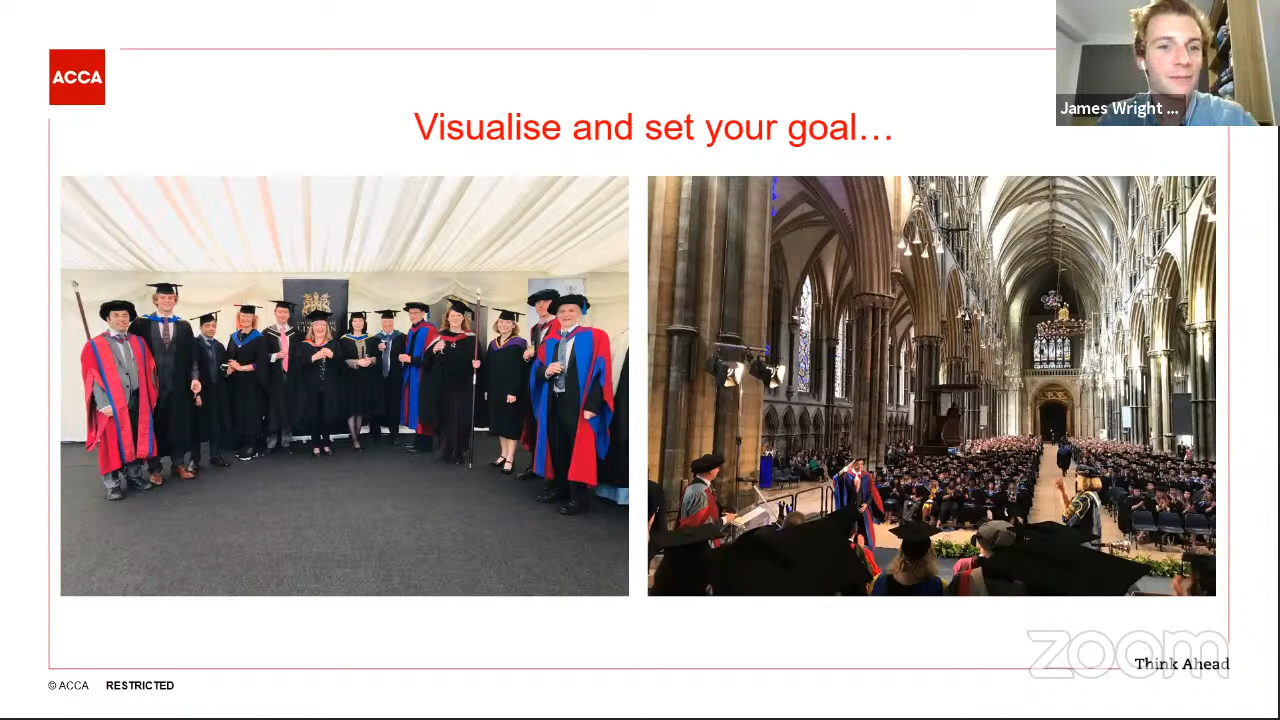 ACCA
James Wright ...
Visualise and set your goal…
zoom
Think Ahead
© ACCA RESTRICTED